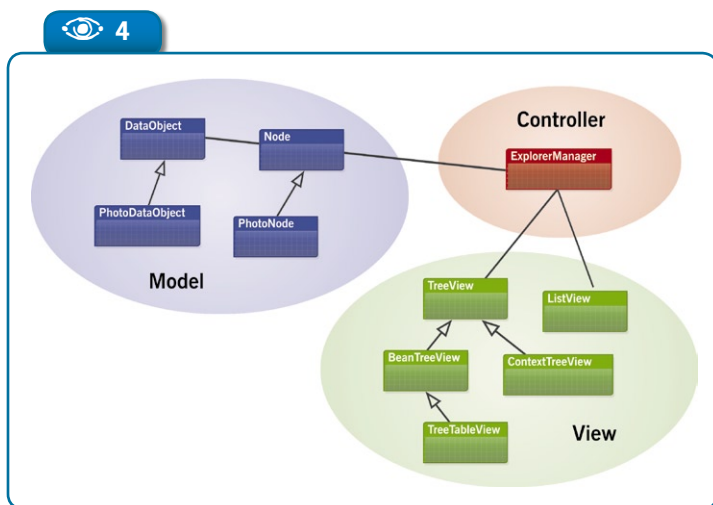 4
DataObject
Node
PhotoDataObject
PhotoNode
Model
Controller
ExplorerManager
TreeView
ListView
BeanTreeView
ContextTreeView
TreeTableView
View